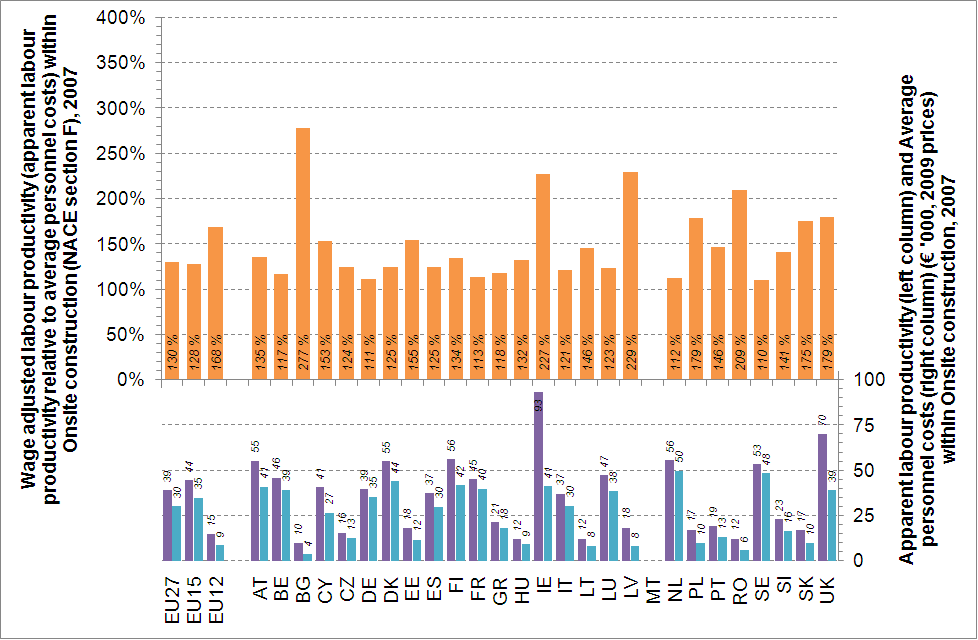 Wage adjusted labour productivity (apparent labour
productivity relative to average personnel costs) within
Onsite construction (NACE section F), 2007
400%
350%
300%
250%
200%
150%
100%
50%
0%
130 %
128 %
168 %
135 %
117 %
277 %
153 %
124 %
111 %
125 %
155 %
125 %
134 %
113 %
118 %
132 %
227 %
121 %
146 %
123 %
229 %
112 %
179 %
146 %
209 %
110 %
141 %
175 %
179 %
Apparent labour productivity (left column) and Average
personnel costs (right column) (€ '000, 2009 prices)
within Onsite construction, 2007
100
75
50
25
0
39 30
44 35
15 9
55 41
46 39
10 4
41 27
16 13
39 35
55 44
18 12
37 30
56 42
45 40
21 18
12 9
93 41
37 30
12 8
47 38
18 8
56 50
17 10
19 13
12 6
53 48
23 16
17 10
70 39
EU27
EU15
EU12
AT
BE
BG
CY
CZ
DE
DK
EE
ES
FI
FR
GR
HU
IE
IT
LT
LU
LV
MT
NL
PL
PT
RO
SE
SI
SK
UK